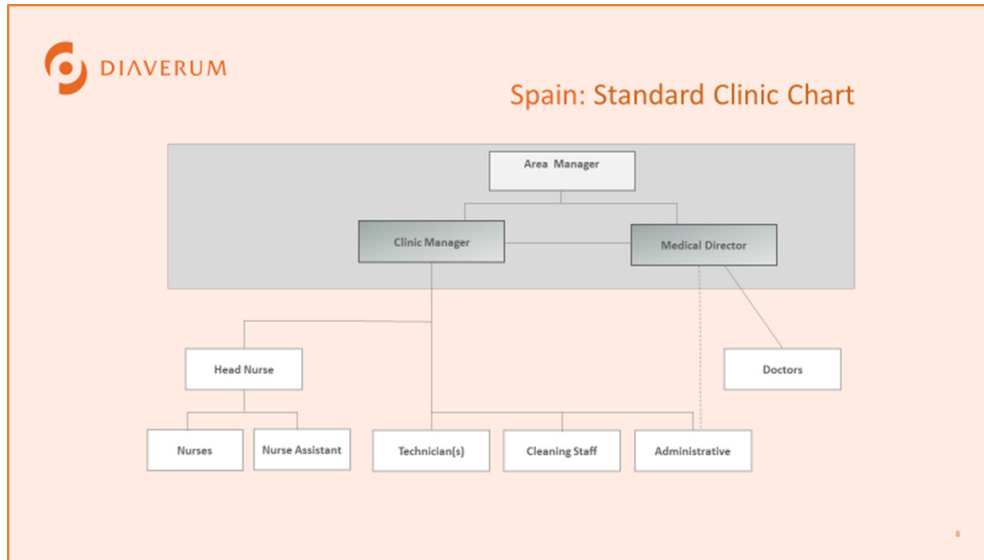 DIAVERUM
Spain: Standard Clinic Chart
Area Manager
Clinic Manager
Medical Director
Head Nurse
Doctors
Nurses
Nurse Assistant
Technician(s)
Cleaning Staff
Administrative